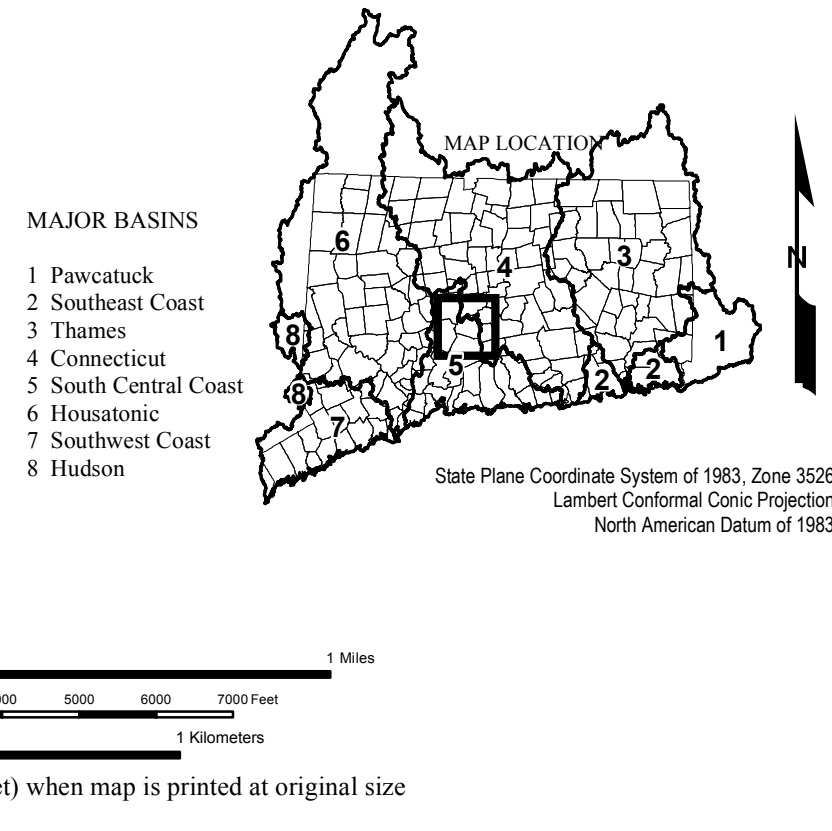 MAP LOCATION
MAJOR BASINS
1 Pawcatuck
2 Southeast Coast
3 Thames
4 Connecticut
5 South Central Coast
6 Housatonic
7 Southwest Coast
8 Hudson
6
4
3
8
5
1
2
2
8
7
N
State Plane Coordinate System of 1983, Zone 3526
Lambert Conformal Conic Projection
North American Datum of 1983
1 Miles
5000 6000 7000 Feet
1 Kilometers
when map is printed at original size